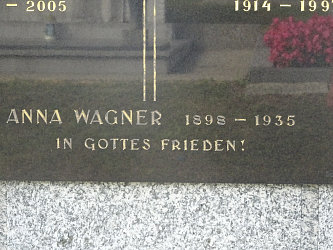 – 2005 1914 – 199
ANNA WAGNER 1898 – 1935
IN GOTTES FRIEDEN!